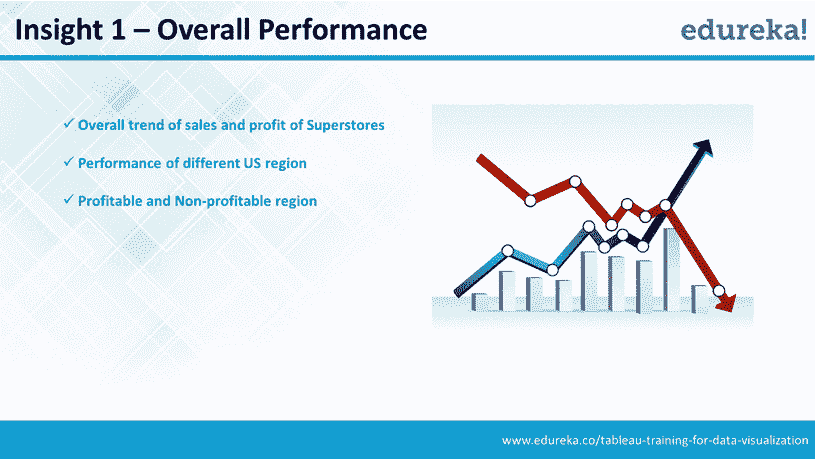 Insight 1 – Overall Performance
edureka!
✓ Overall trend of sales and profit of Superstores
✓ Performance of different US region
✓ Profitable and Non-profitable region
www.edureka.co/tableau-training-for-data-visualization